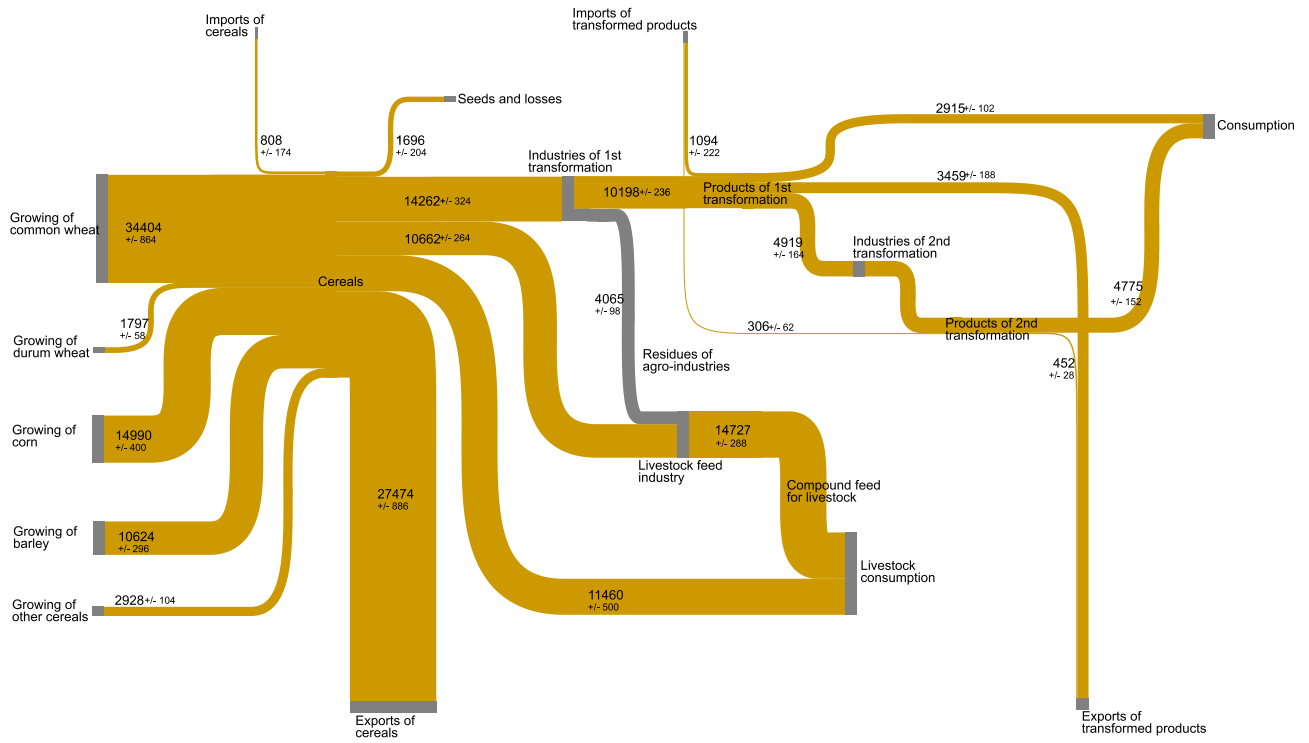 Imports of
cereals
Imports of
transformed products
Seeds and losses
808
+/- 174
1696
+/- 204
1094
+/- 222
2915+/- 102
Consumption
Industries of 1st
transformation
10198+/- 236
Products of 1st
transformation
3459+/- 188
Growing of
common wheat
34404
+/- 864
14262+/- 324
10662+/- 264
4919
+/- 164
Industries of 2nd
transformation
Cereals
4065
+/- 98
4775
+/- 152
1797
+/- 58
Growing of
durum wheat
306+/- 62
Products of 2nd
transformation
Residues of
agro-industries
452
+/- 28
Growing of
corn
14990
+/- 400
14727
+/- 288
Livestock feed
industry
Compound feed
for livestock
27474
+/- 886
Growing of
barley
10624
+/- 296
Livestock
consumption
Growing of
other cereals
2928+/- 104
11460
+/- 500
Exports of
cereals
Exports of
transformed products